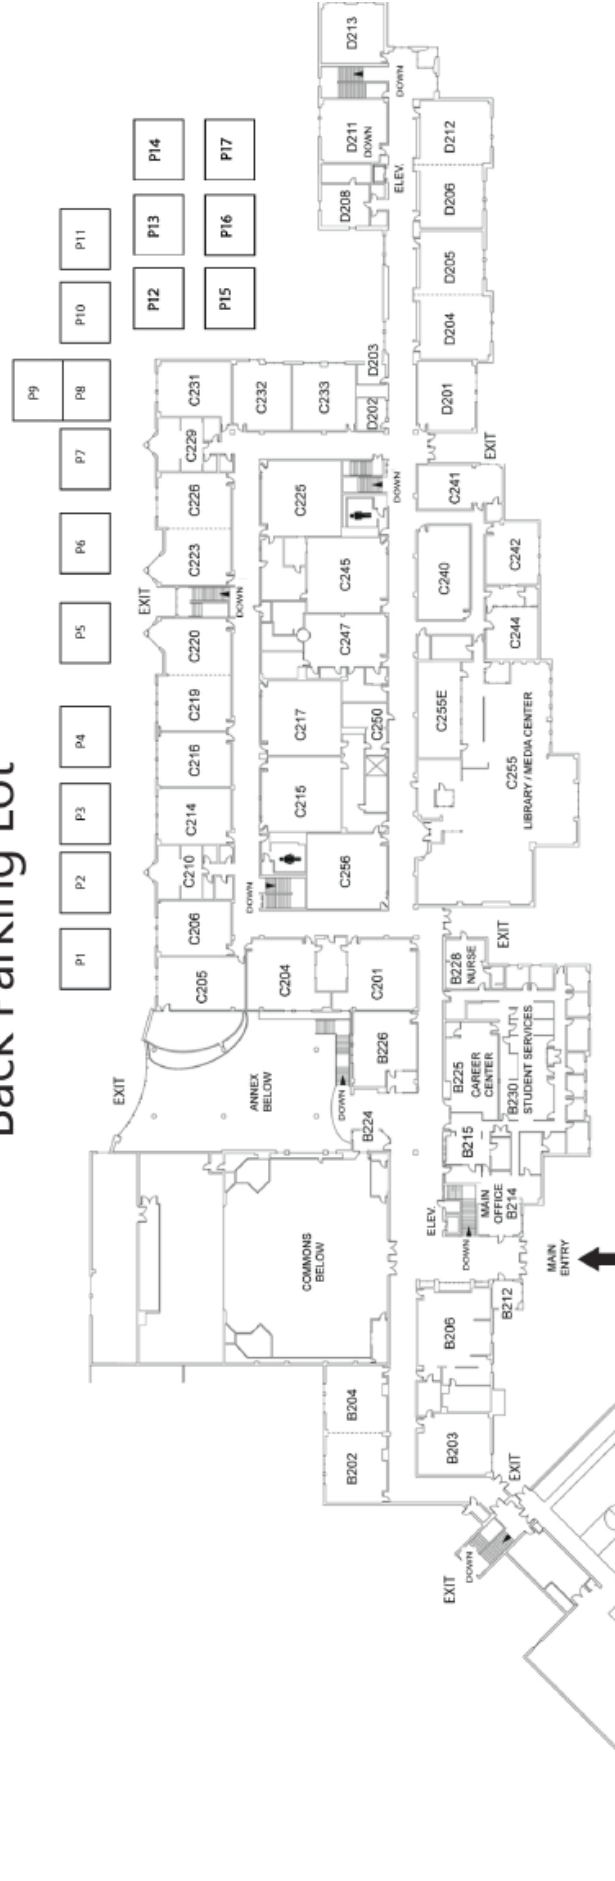 Back Parking Lot
P9
P1
P2
P3
P4
P5
P6
P7
P8
P10
P11
EXIT
EXIT
P12
P13
P14
C205
C206
C210
C214
C216
C219
C220
C223
C226
C229
C231
P15
P16
P17
DOWN
DOWN
ANNEX
BELOW
C204
C232
COMMONS
BELOW
C215
C217
C225
DOWN
C256
C247
C245
C233
B202
B204
B224
B226
C201
C250
D202
D203
D208
D211
DOWN
D213
DOWN
ELEV.
DOWN
ELEV.
EXIT
B203
B206
B215
B225
CAREER
CENTER
B228
NURSE
C255E
C240
C241
D201
D204
D205
D206
D212
DOWN
DOWN
MAIN
OFFICE
B214
EXIT
EXIT
EXIT
B212
B230
STUDENT SERVICES
C255
LIBRARY / MEDIA CENTER
C244
C242
MAIN
ENTRY